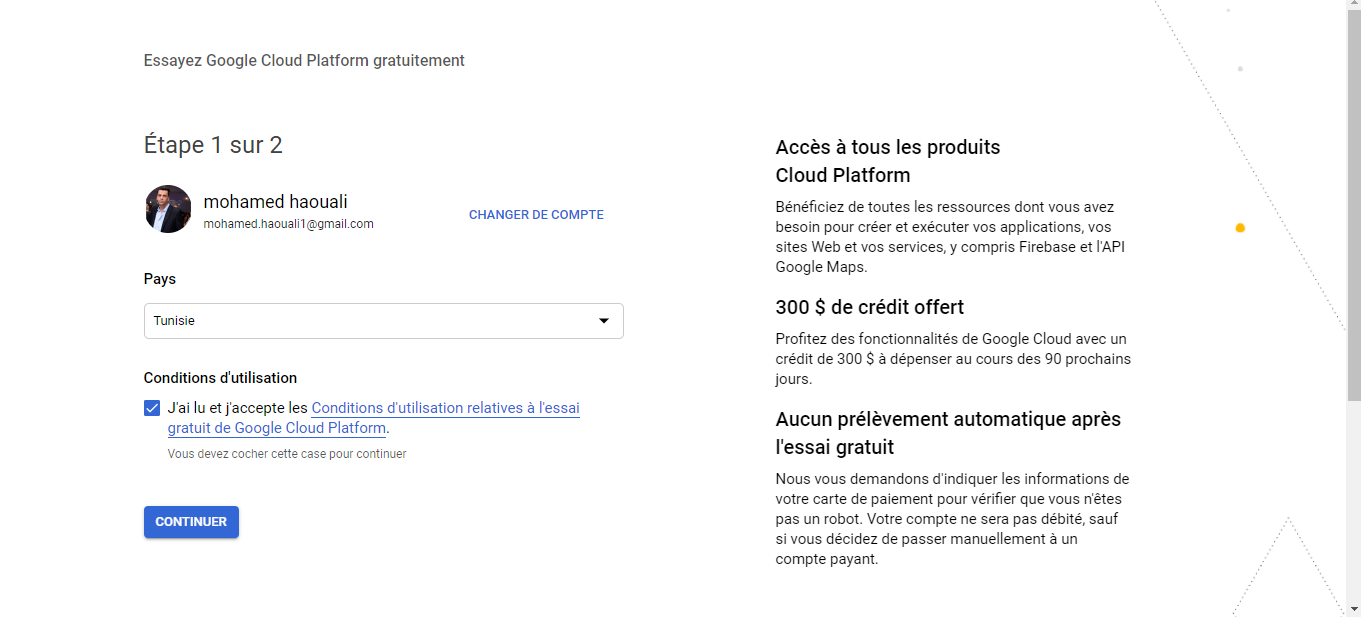 Essayez Google Cloud Platform gratuitement
Étape 1 sur 2
mohamed haouali
mohamed.haouali1@gmail.com
CHANGER DE COMPTE
Pays
Tunisie
Conditions d'utilisation
J'ai lu et j'accepte les Conditions d'utilisation relatives à l'essai
gratuit de Google Cloud Platform.
Vous devez cocher cette case pour continuer
CONTINUER
Accès à tous les produits
Cloud Platform
Bénéficiez de toutes les ressources dont vous avez
besoin pour créer et exécuter vos applications, vos
sites Web et vos services, y compris Firebase et l'API
Google Maps.
300 $ de crédit offert
Profitez des fonctionnalités de Google Cloud avec un
crédit de 300 $ à dépenser au cours des 90 prochains
jours.
Aucun prélèvement automatique après
l'essai gratuit
Nous vous demandons d'indiquer les informations de
votre carte de paiement pour vérifier que vous n'êtes
pas un robot. Votre compte ne sera pas débité, sauf
si vous décidez de passer manuellement à un
compte payant.